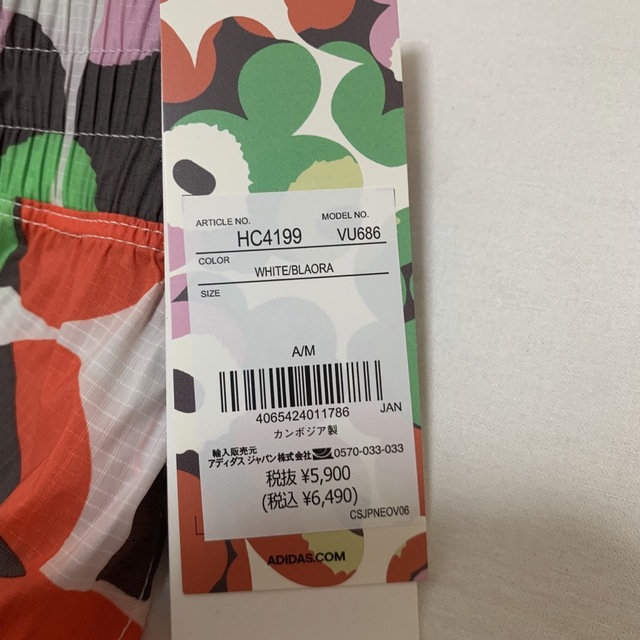 ARTICLE NO. MODEL NO.
HC4199 VU686
COLOR
WHITE/BLAORA
SIZE
A/M
4065424011786 JAN
カンボジア製
輸入販売元
アディダス ジャパン株式会社 0570-033-033
税抜 ¥5,900
(税込 ¥6,490)
CSJPNEOV06
ADIDAS.COM